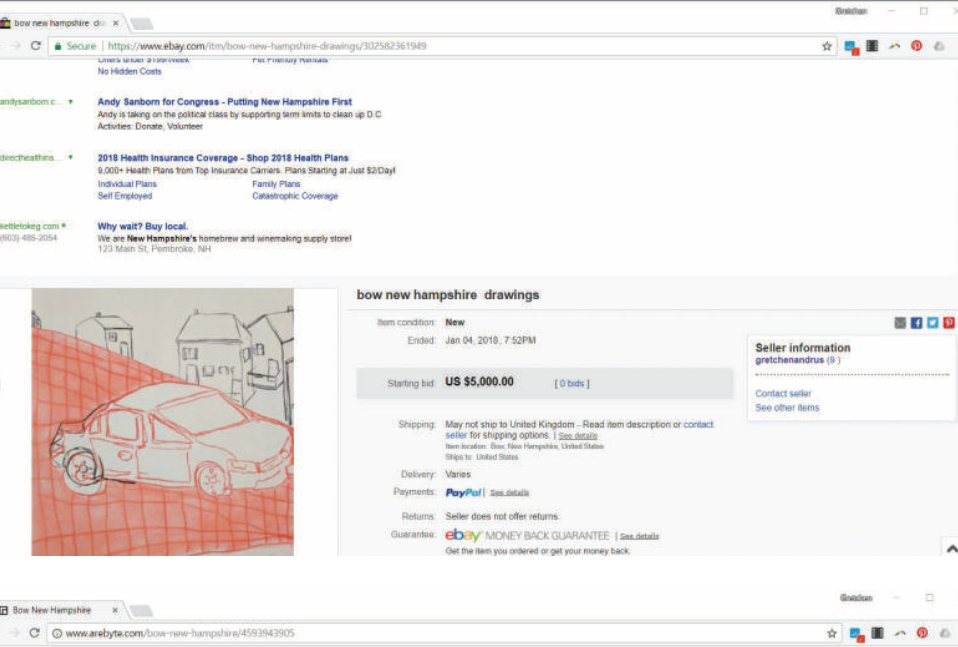 Gretchen
bow new hampshire dra
Secure | https://www.ebay.com/itm/bow-new-hampshire-drawings/302582361949
Offers under $199/Week Pet Friendly Rentals
No Hidden Costs
andysanborn.c...
Andy Sanborn for Congress - Putting New Hampshire First
Andy is taking on the political class by supporting term limits to clean up D.C
Activities: Donate, Volunteer
directhealthins...
2018 Health Insurance Coverage - Shop 2018 Health Plans
9,000+ Health Plans from Top Insurance Carriers. Plans Starting at Just $2/Day!
Individual Plans Family Plans
Self Employed Catastrophic Coverage
kettletokeg.com
(603) 485-2054
Why wait? Buy local.
We are New Hampshire's homebrew and winemaking supply store!
123 Main St, Pembroke, NH
bow new hampshire drawings
Item condition: New
Ended: Jan 04, 2018, 7:52PM
Starting bid: US $5,000.00 [ 0 bids ]
Shipping: May not ship to United Kingdom - Read item description or contact
seller for shipping options. | See details
Item location: Bow, New Hampshire, United States
Ships to: United States
Delivery: Varies
Payments: PayPal | See details
Returns: Seller does not offer returns.
Guarantee: ebay MONEY BACK GUARANTEE | See details
Get the item you ordered or get your money back.
Seller information
gretchenandrus (9 )
Contact seller
See other items
Gretchen
Bow New Hampshire
www.arebyte.com/bow-new-hampshire/4593943905